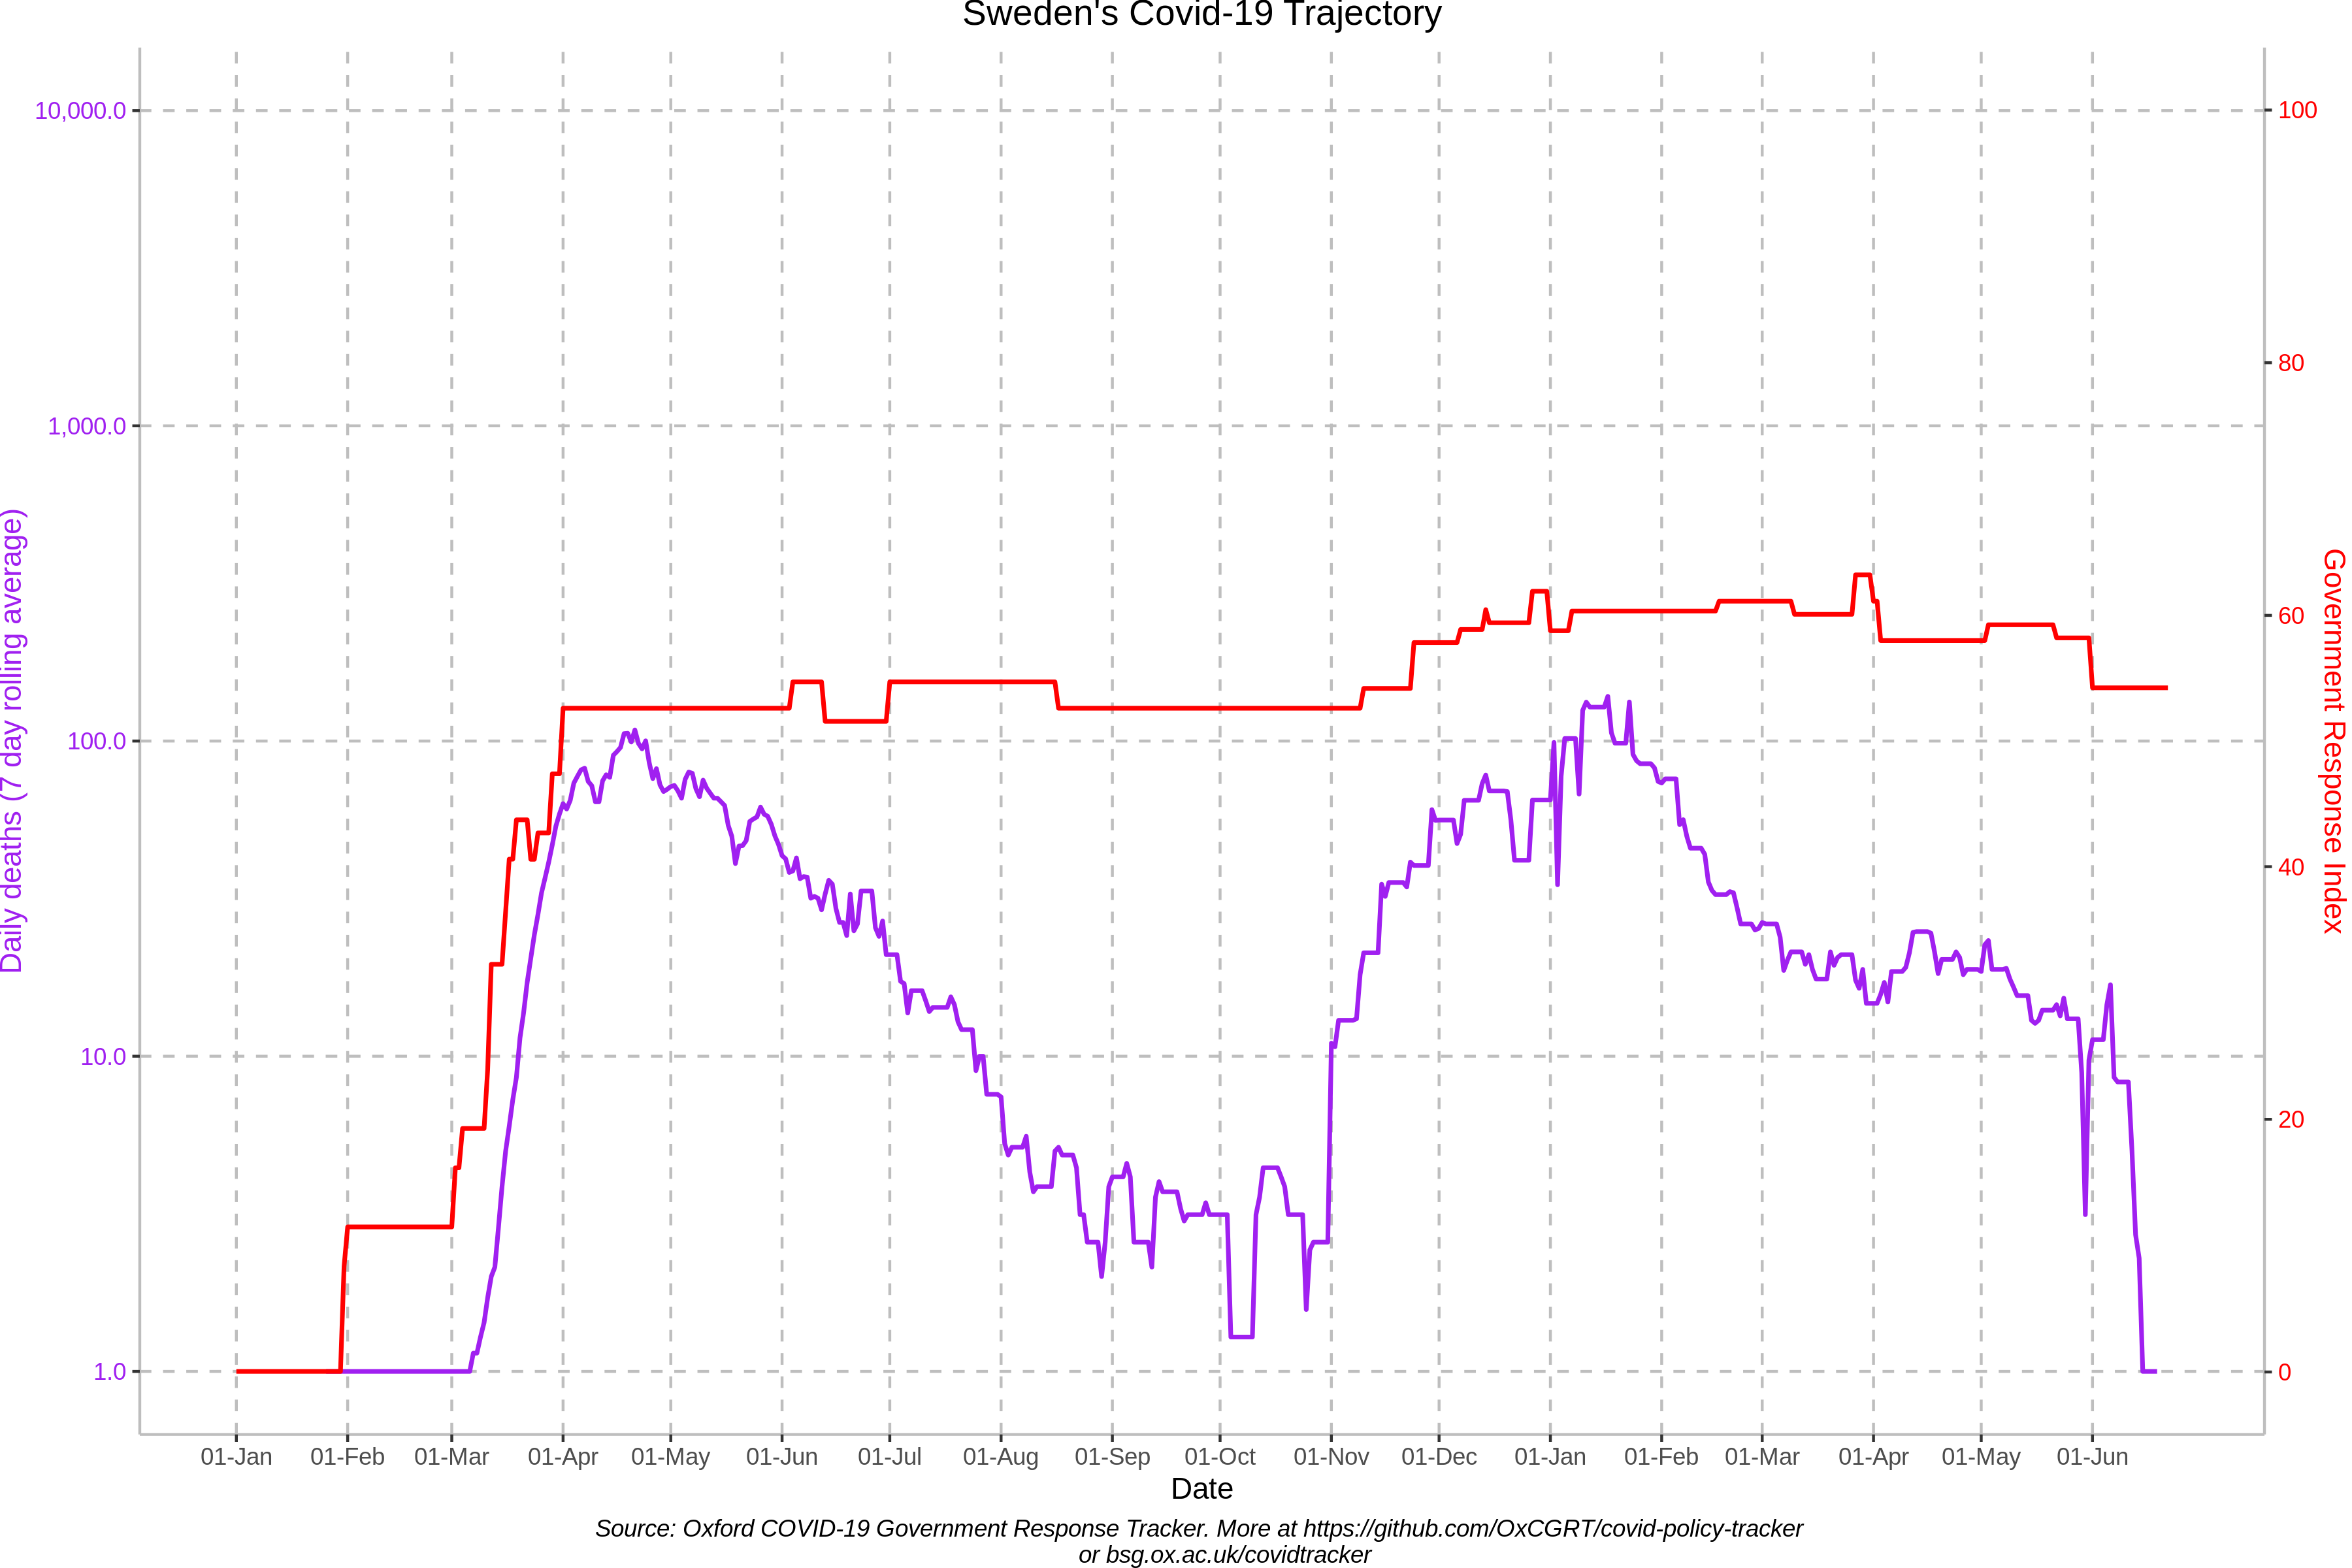 Sweden's Covid-19 Trajectory
10,000.0
1,000.0
100.0
10.0
1.0
Daily deaths (7 day rolling average)
100
80
60
40
20
0
Government Response Index
01-Jan 01-Feb 01-Mar 01-Apr 01-May 01-Jun 01-Jul 01-Aug 01-Sep 01-Oct 01-Nov 01-Dec 01-Jan 01-Feb 01-Mar 01-Apr 01-May 01-Jun
Date
Source: Oxford COVID-19 Government Response Tracker. More at https://github.com/OxCGRT/covid-policy-tracker
or bsg.ox.ac.uk/covidtracker